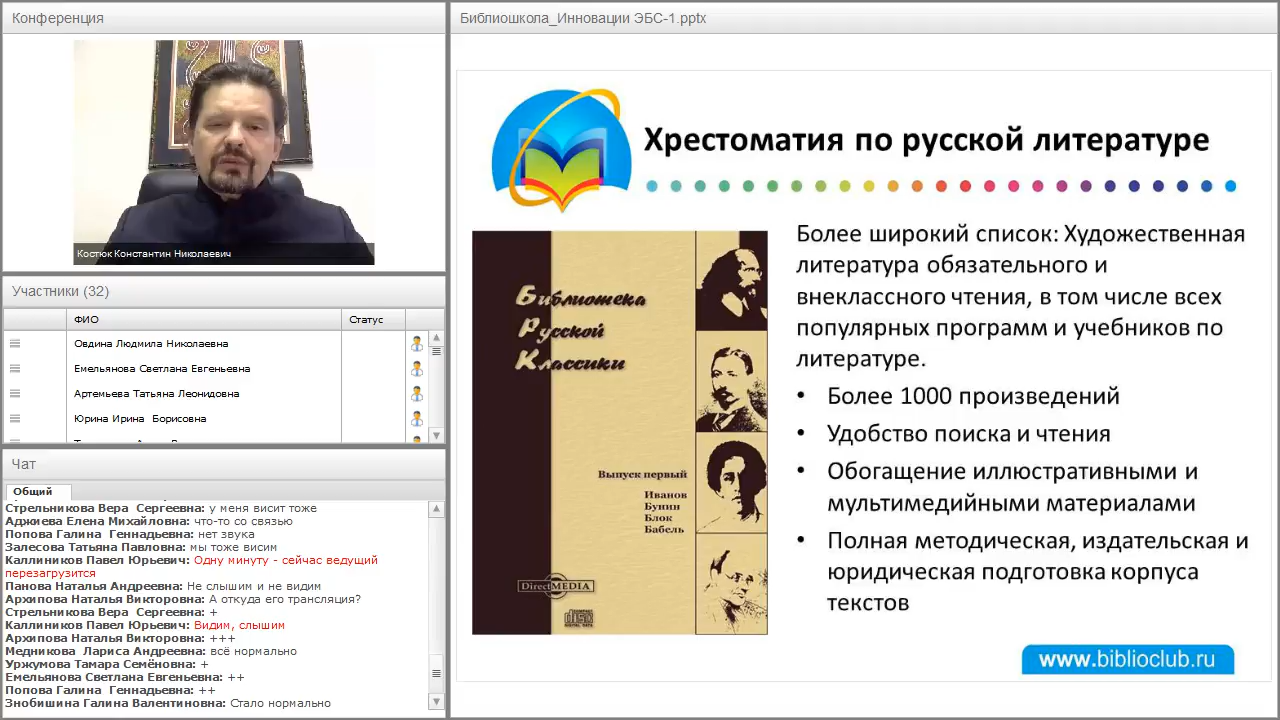 Конференция
Костюк Константин Николаевич
Участники (32)
ФИО
Статус
Овдина Людмила Николаевна
Емельянова Светлана Евгеньевна
Артемьева Татьяна Леонидовна
Юрина Ирина Борисовна
Чат
Общий
Стрельникова Вера Сергеевна: у меня висит тоже
Аджиева Елена Михайловна: что-то со связью
Попова Галина Геннадьевна: нет звука
Залесова Татьяна Павловна: мы тоже висим
Каллиников Павел Юрьевич: Одну минуту - сейчас ведущий
перезагрузится
Панова Наталья Андреевна: Не слышим и не видим
Архипова Наталья Викторовна: А откуда его трансляция?
Стрельникова Вера Сергеевна: +
Каллиников Павел Юрьевич: Видим, слышим
Архипова Наталья Викторовна: +++
Медникова Лариса Андреевна: всё нормально
Уржумова Тамара Семёновна: +
Емельянова Светлана Евгеньевна: ++
Попова Галина Геннадьевна: ++
Знобишина Галина Валентиновна: Стало нормально
Библиошкола_Инновации ЭБС-1.pptx
Хрестоматия по русской литературе
Библиотека
Русской
Классики
Выпуск первый
Иванов
Бунин
Блок
Бабель
DirectMEDIA
Более широкий список: Художественная
литература обязательного и
внеклассного чтения, в том числе всех
популярных программ и учебников по
литературе.
• Более 1000 произведений
• Удобство поиска и чтения
• Обогащение иллюстративными и
мультимедийными материалами
• Полная методическая, издательская и
юридическая подготовка корпуса
текстов
www.biblioclub.ru